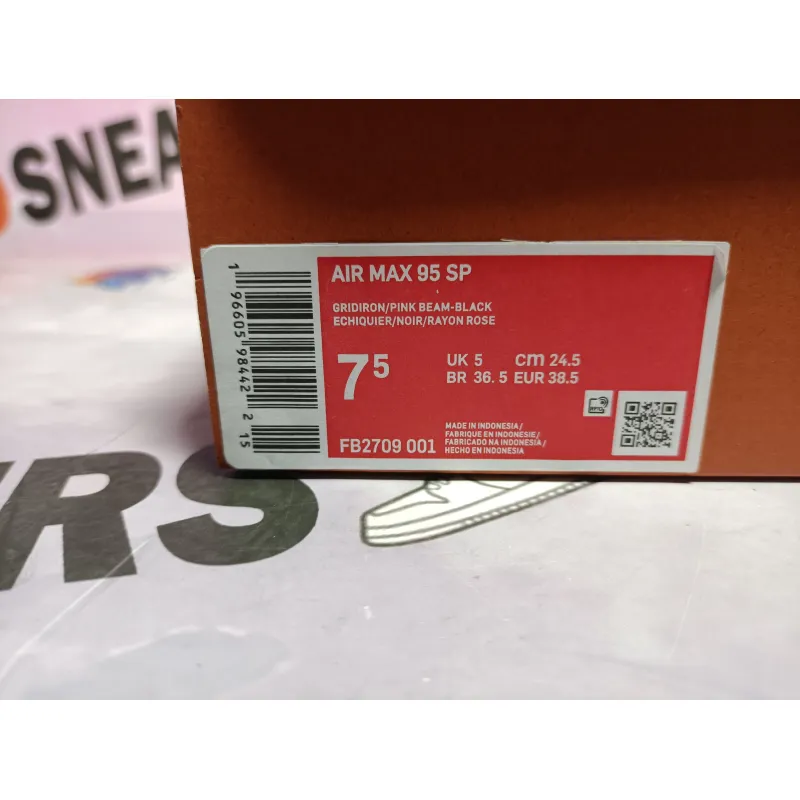 SNEA
AIR MAX 95 SP
GRIDIRON/PINK BEAM-BLACK
ECHIQUIER/NOIR/RAYON ROSE
7 5
UK 5 cm 24.5
BR 36.5 EUR 38.5
FB2709 001
MADE IN INDONESIA/
FABRIQUE EN INDONESIE/
FABRICADO NA INDONESIA/
HECHO EN INDONESIA
1 96605 98442 2 15
RS